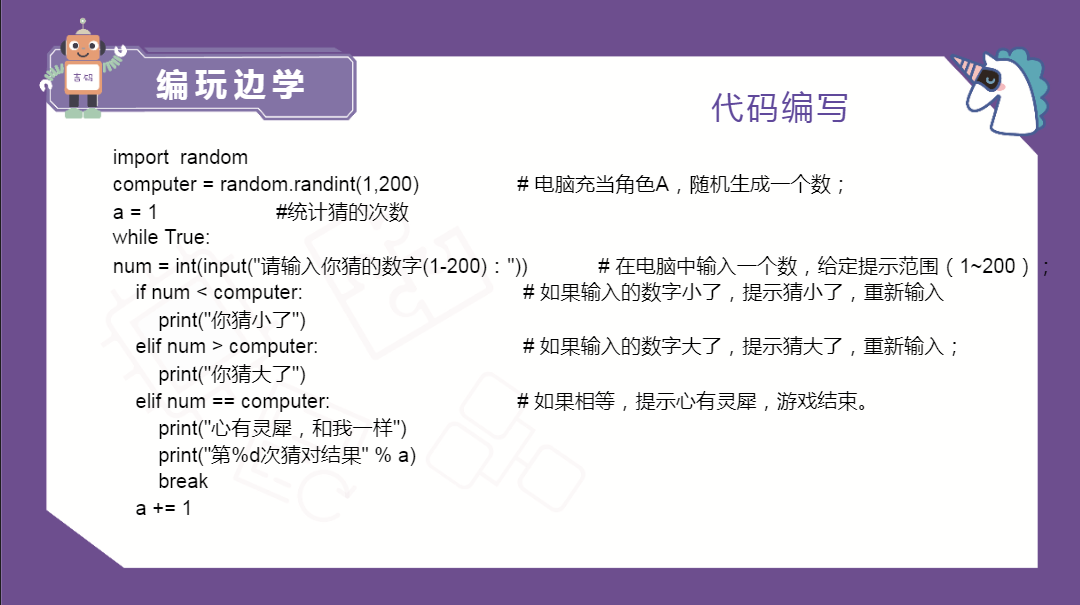 吉码
编玩边学
代码编写
import  random
computer = random.randint(1,200)                 # 电脑充当角色A，随机生成一个数；
a = 1                    #统计猜的次数
while True:
num = int(input("请输入你猜的数字(1-200)："))            # 在电脑中输入一个数，给定提示范围（1~200）；
    if num < computer:                                     # 如果输入的数字小了，提示猜小了，重新输入
        print("你猜小了")
    elif num > computer:                                  # 如果输入的数字大了，提示猜大了，重新输入；
        print("你猜大了")
    elif num == computer:                                # 如果相等，提示心有灵犀，游戏结束。
        print("心有灵犀，和我一样")
        print("第%d次猜对结果" % a)
        break
    a += 1